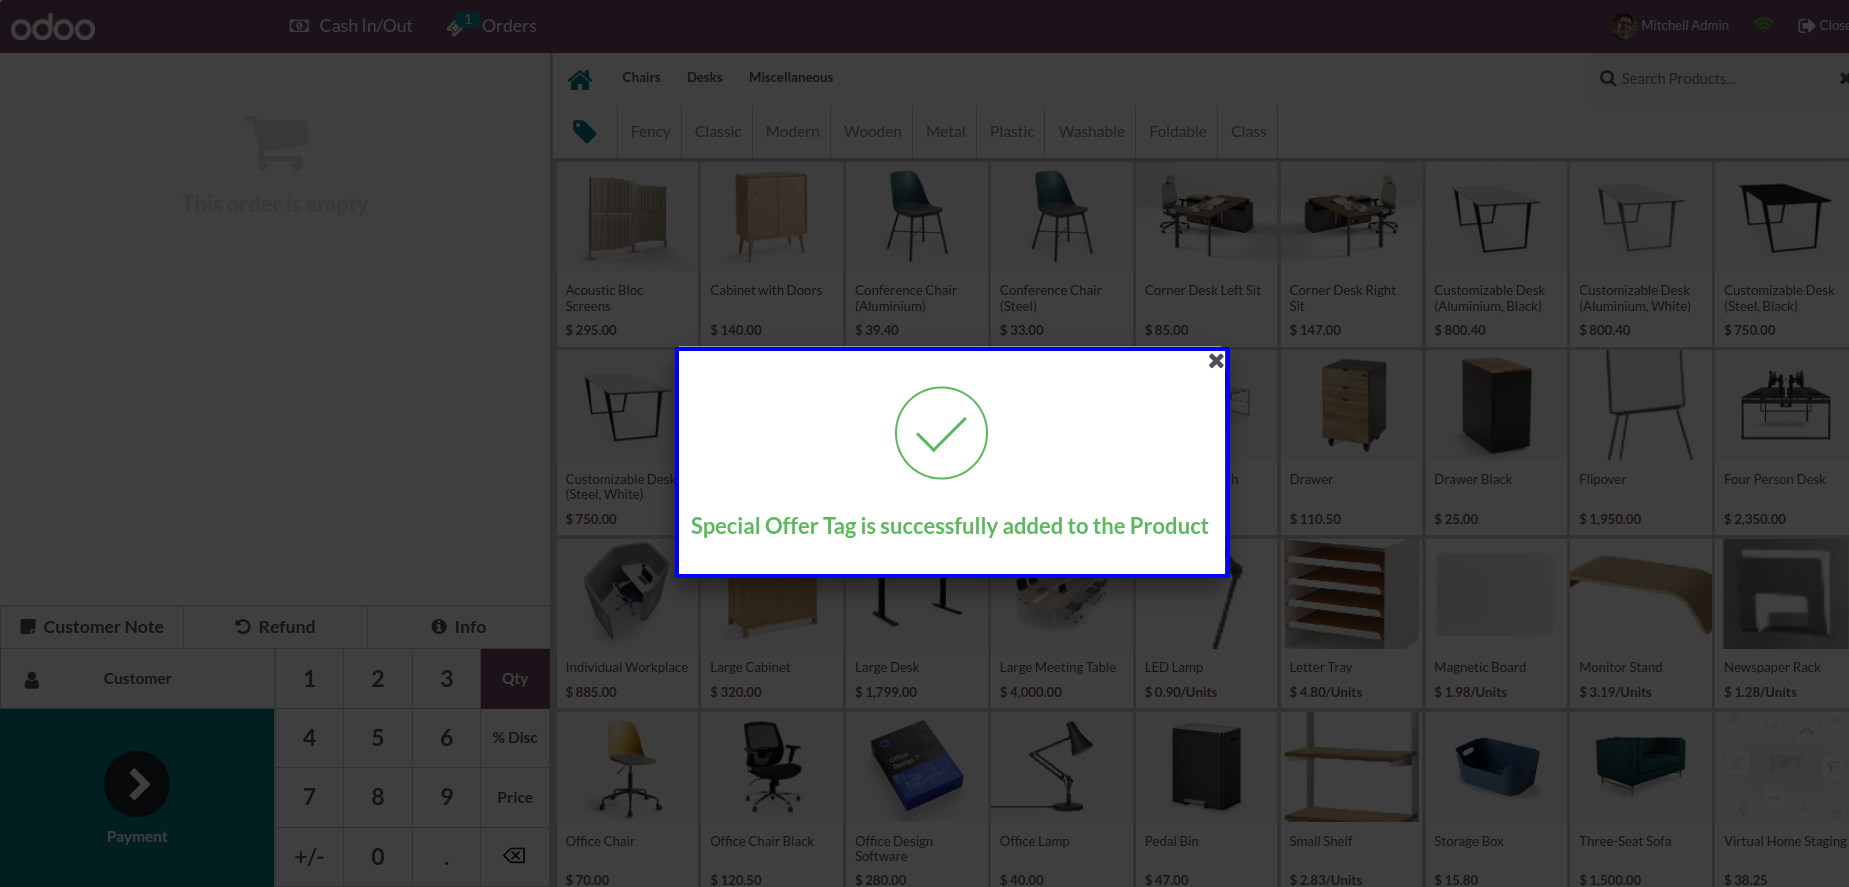 odoo
Cash In/Out
1
Orders
Mitchell Admin
Close
This order is empty
Chairs
Desks
Miscellaneous
Search Products...
Fency
Classic
Modern
Wooden
Metal
Plastic
Washable
Foldable
Class
Acoustic Bloc
Screens
$ 295.00
Cabinet with Doors
$ 140.00
Conference Chair
(Aluminium)
$ 39.40
Conference Chair
(Steel)
$ 33.00
Corner Desk Left Sit
$ 85.00
Corner Desk Right
Sit
$ 147.00
Customizable Desk
(Aluminium, Black)
$ 800.40
Customizable Desk
(Aluminium, White)
$ 800.40
Customizable Desk
(Steel, Black)
$ 750.00
Customizable Desk
(Steel, White)
$ 750.00
Special Offer Tag is successfully added to the Product
Drawer
$ 110.50
Drawer Black
$ 25.00
Flipover
$ 1,950.00
Four Person Desk
$ 2,350.00
Individual Workplace
$ 885.00
Large Cabinet
$ 320.00
Large Desk
$ 1,799.00
Large Meeting Table
$ 4,000.00
LED Lamp
$ 0.90/Units
Letter Tray
$ 4.80/Units
Magnetic Board
$ 1.98/Units
Monitor Stand
$ 3.19/Units
Newspaper Rack
$ 1.28/Units
Office Chair
$ 70.00
Office Chair Black
$ 120.50
Office
Design 7
Office Design
Software
$ 280.00
Office Lamp
$ 40.00
Pedal Bin
$ 47.00
Small Shelf
$ 2.83/Units
Storage Box
$ 15.80
Three-Seat Sofa
$ 1,500.00
Virtual Home Staging
$ 38.25
Customer Note
Refund
Info
Customer
1
2
3
Qty
4
5
6
% Disc
7
8
9
Price
Payment
+/-
0
.